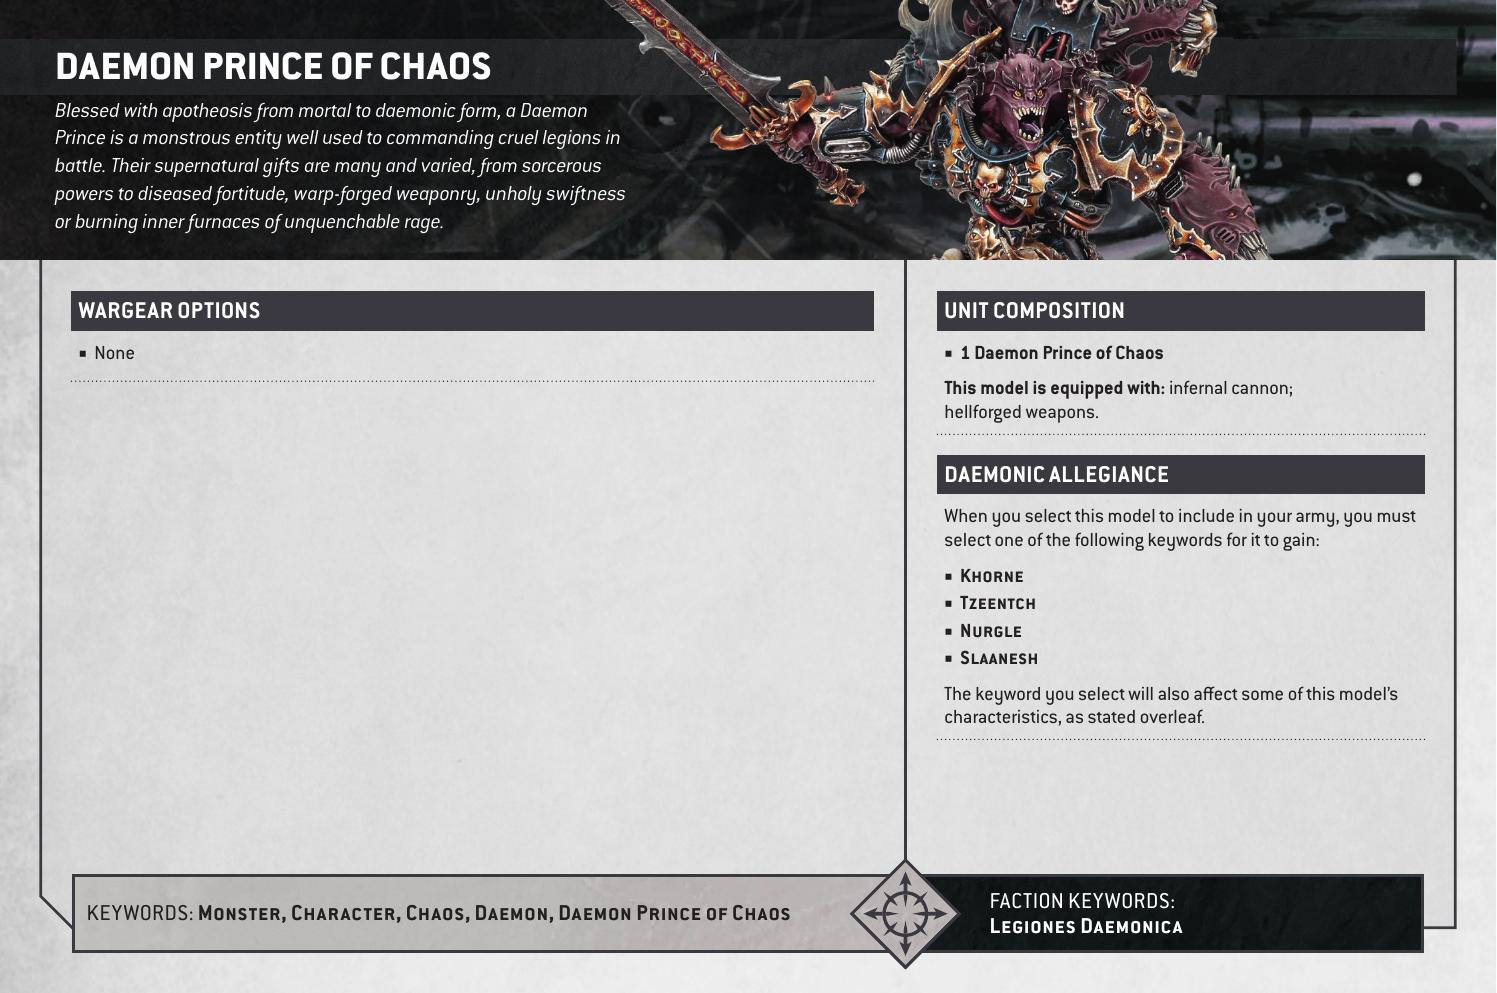 DAEMON PRINCE OF CHAOS
Blessed with apotheosis from mortal to daemonic form, a Daemon
Prince is a monstrous entity well used to commanding cruel legions in
battle. Their supernatural gifts are many and varied, from sorcerous
powers to diseased fortitude, warp-forged weaponry, unholy swiftness
or burning inner furnaces of unquenchable rage.
WARGEAR OPTIONS
■ None
UNIT COMPOSITION
■ 1 Daemon Prince of Chaos
This model is equipped with: infernal cannon;
hellforged weapons.
DAEMONIC ALLEGIANCE
When you select this model to include in your army, you must
select one of the following keywords for it to gain:
■ Khorne
■ Tzeentch
■ Nurgle
■ Slaanesh
The keyword you select will also affect some of this model’s
characteristics, as stated overleaf.
KEYWORDS: Monster, Character, Chaos, Daemon, Daemon Prince of Chaos
FACTION KEYWORDS:
Legiones Daemonica